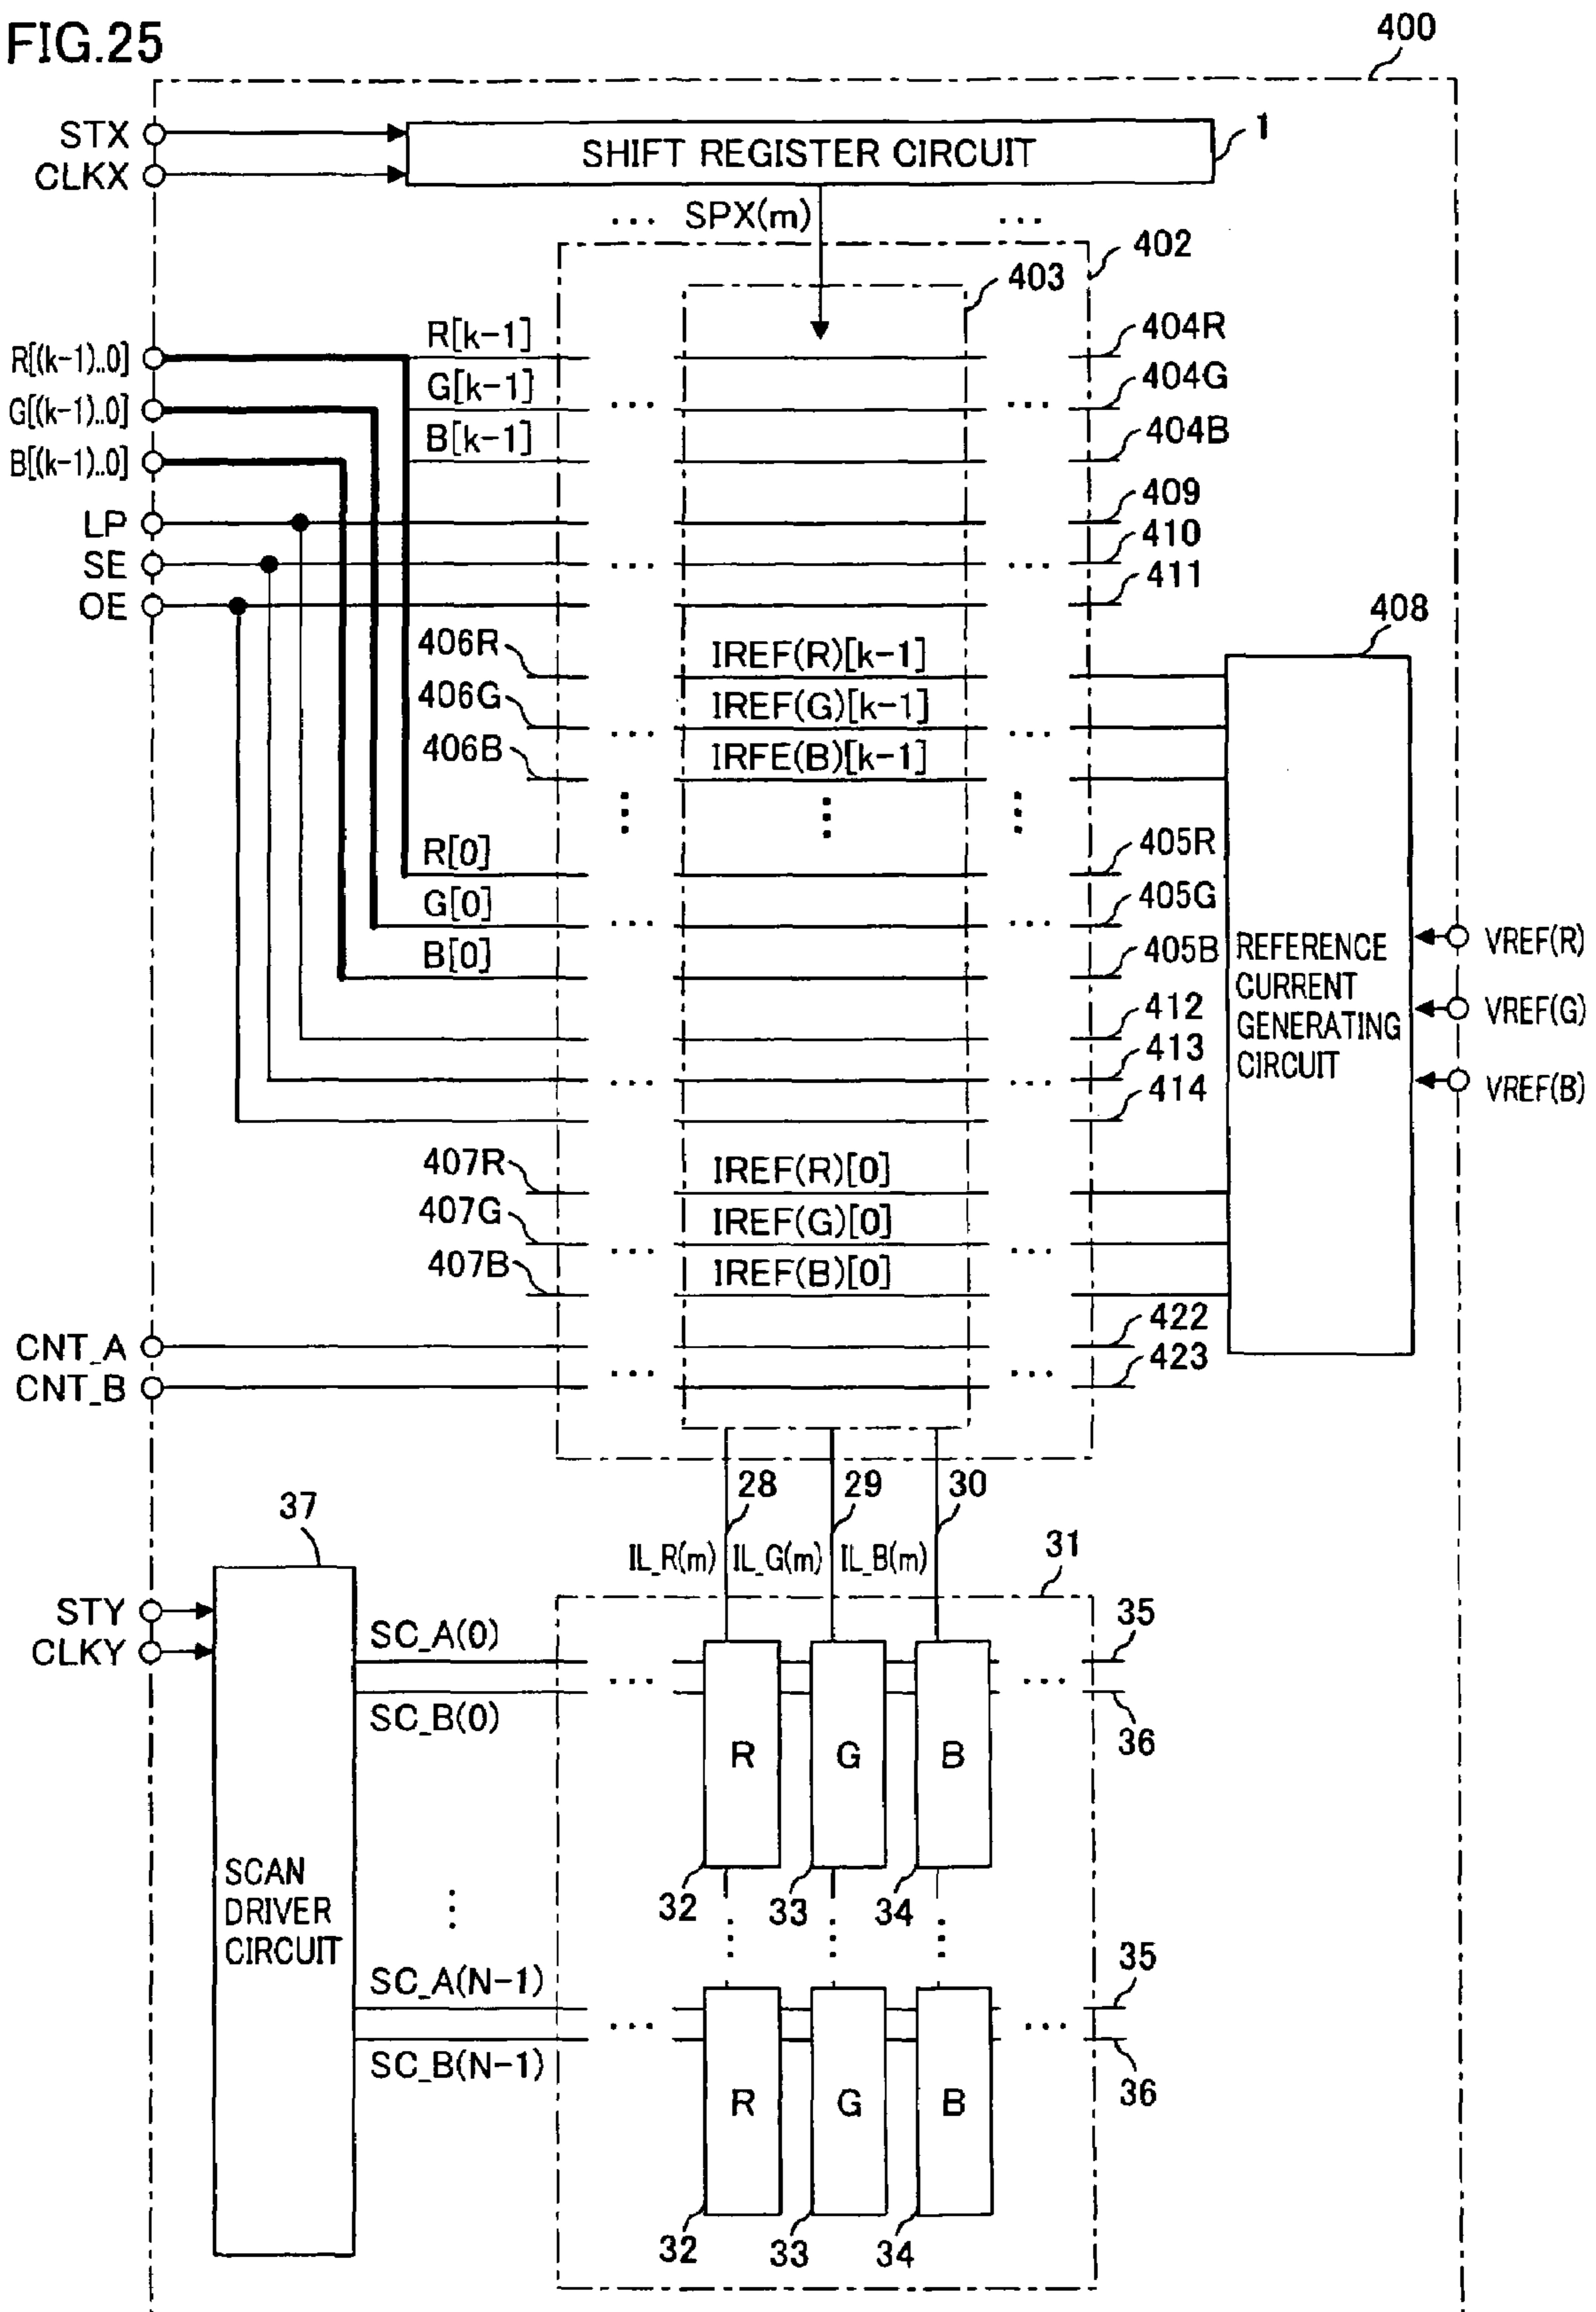 FIG.25
400
STX
CLKX
SHIFT REGISTER CIRCUIT
1
... SPX(m) ...
402
403
R[(k-1)..0]
G[(k-1)..0]
B[(k-1)..0]
R[k-1]
G[k-1]
B[k-1]
404R
404G
404B
LP
SE
OE
409
410
411
408
406R
406G
406B
IREF(R)[k-1]
IREF(G)[k-1]
IRFE(B)[k-1]
R[0]
G[0]
B[0]
405R
405G
405B
REFERENCE
CURRENT
GENERATING
CIRCUIT
VREF(R)
VREF(G)
VREF(B)
412
413
414
407R
407G
407B
IREF(R)[0]
IREF(G)[0]
IREF(B)[0]
422
423
CNT_A
CNT_B
28
29
30
IL_R(m)
IL_G(m)
IL_B(m)
37
31
STY
CLKY
SC_A(0)
SC_B(0)
35
36
R
G
B
32
33
34
SCAN
DRIVER
CIRCUIT
SC_A(N-1)
SC_B(N-1)
35
36
R
G
B
32
33
34